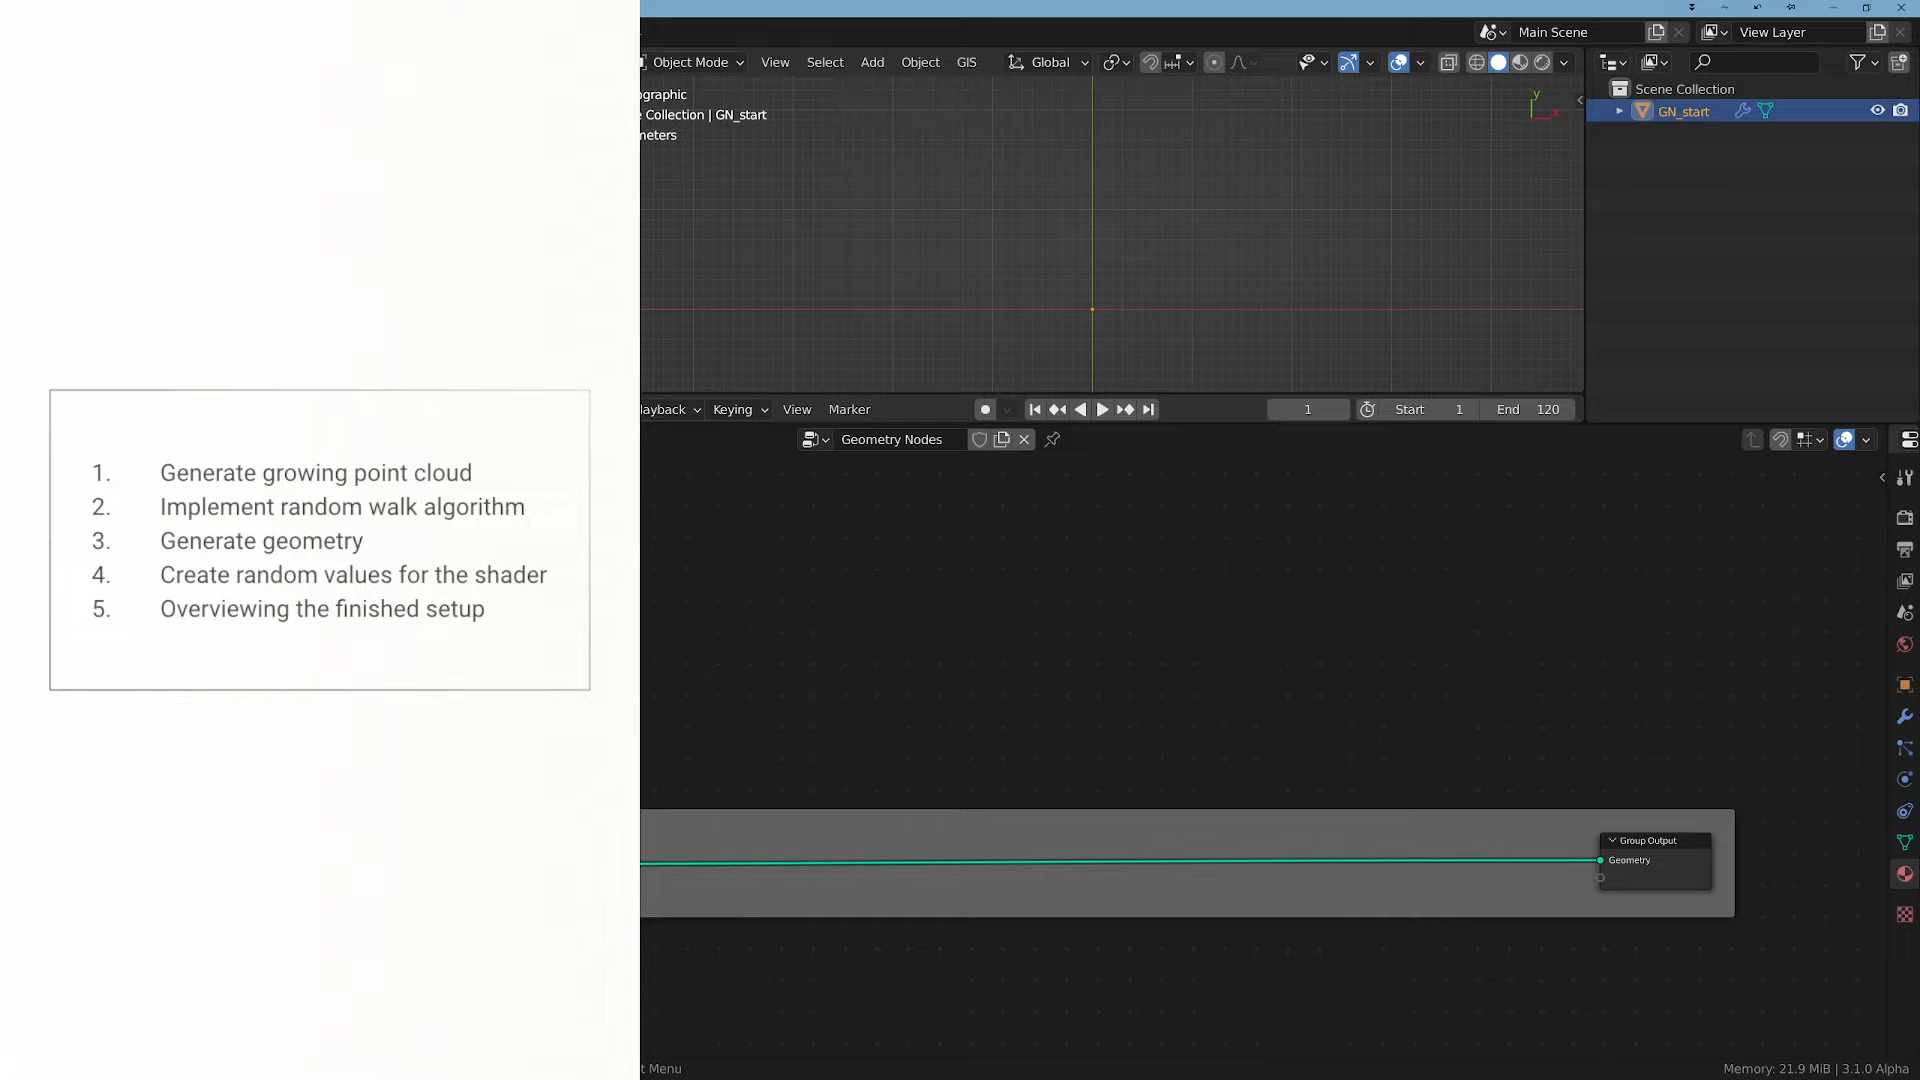 1. Generate growing point cloud
2. Implement random walk algorithm
3. Generate geometry
4. Create random values for the shader
5. Overviewing the finished setup
Main Scene
View Layer
Object Mode View Select Add Object GIS Global
ographic
e Collection | GN_start
meters
y
x
Scene Collection
GN_start
layback Keying View Marker
1 Start 1 End 120
Geometry Nodes
Group Output
Geometry
t Menu
Memory: 21.9 MiB | 3.1.0 Alpha